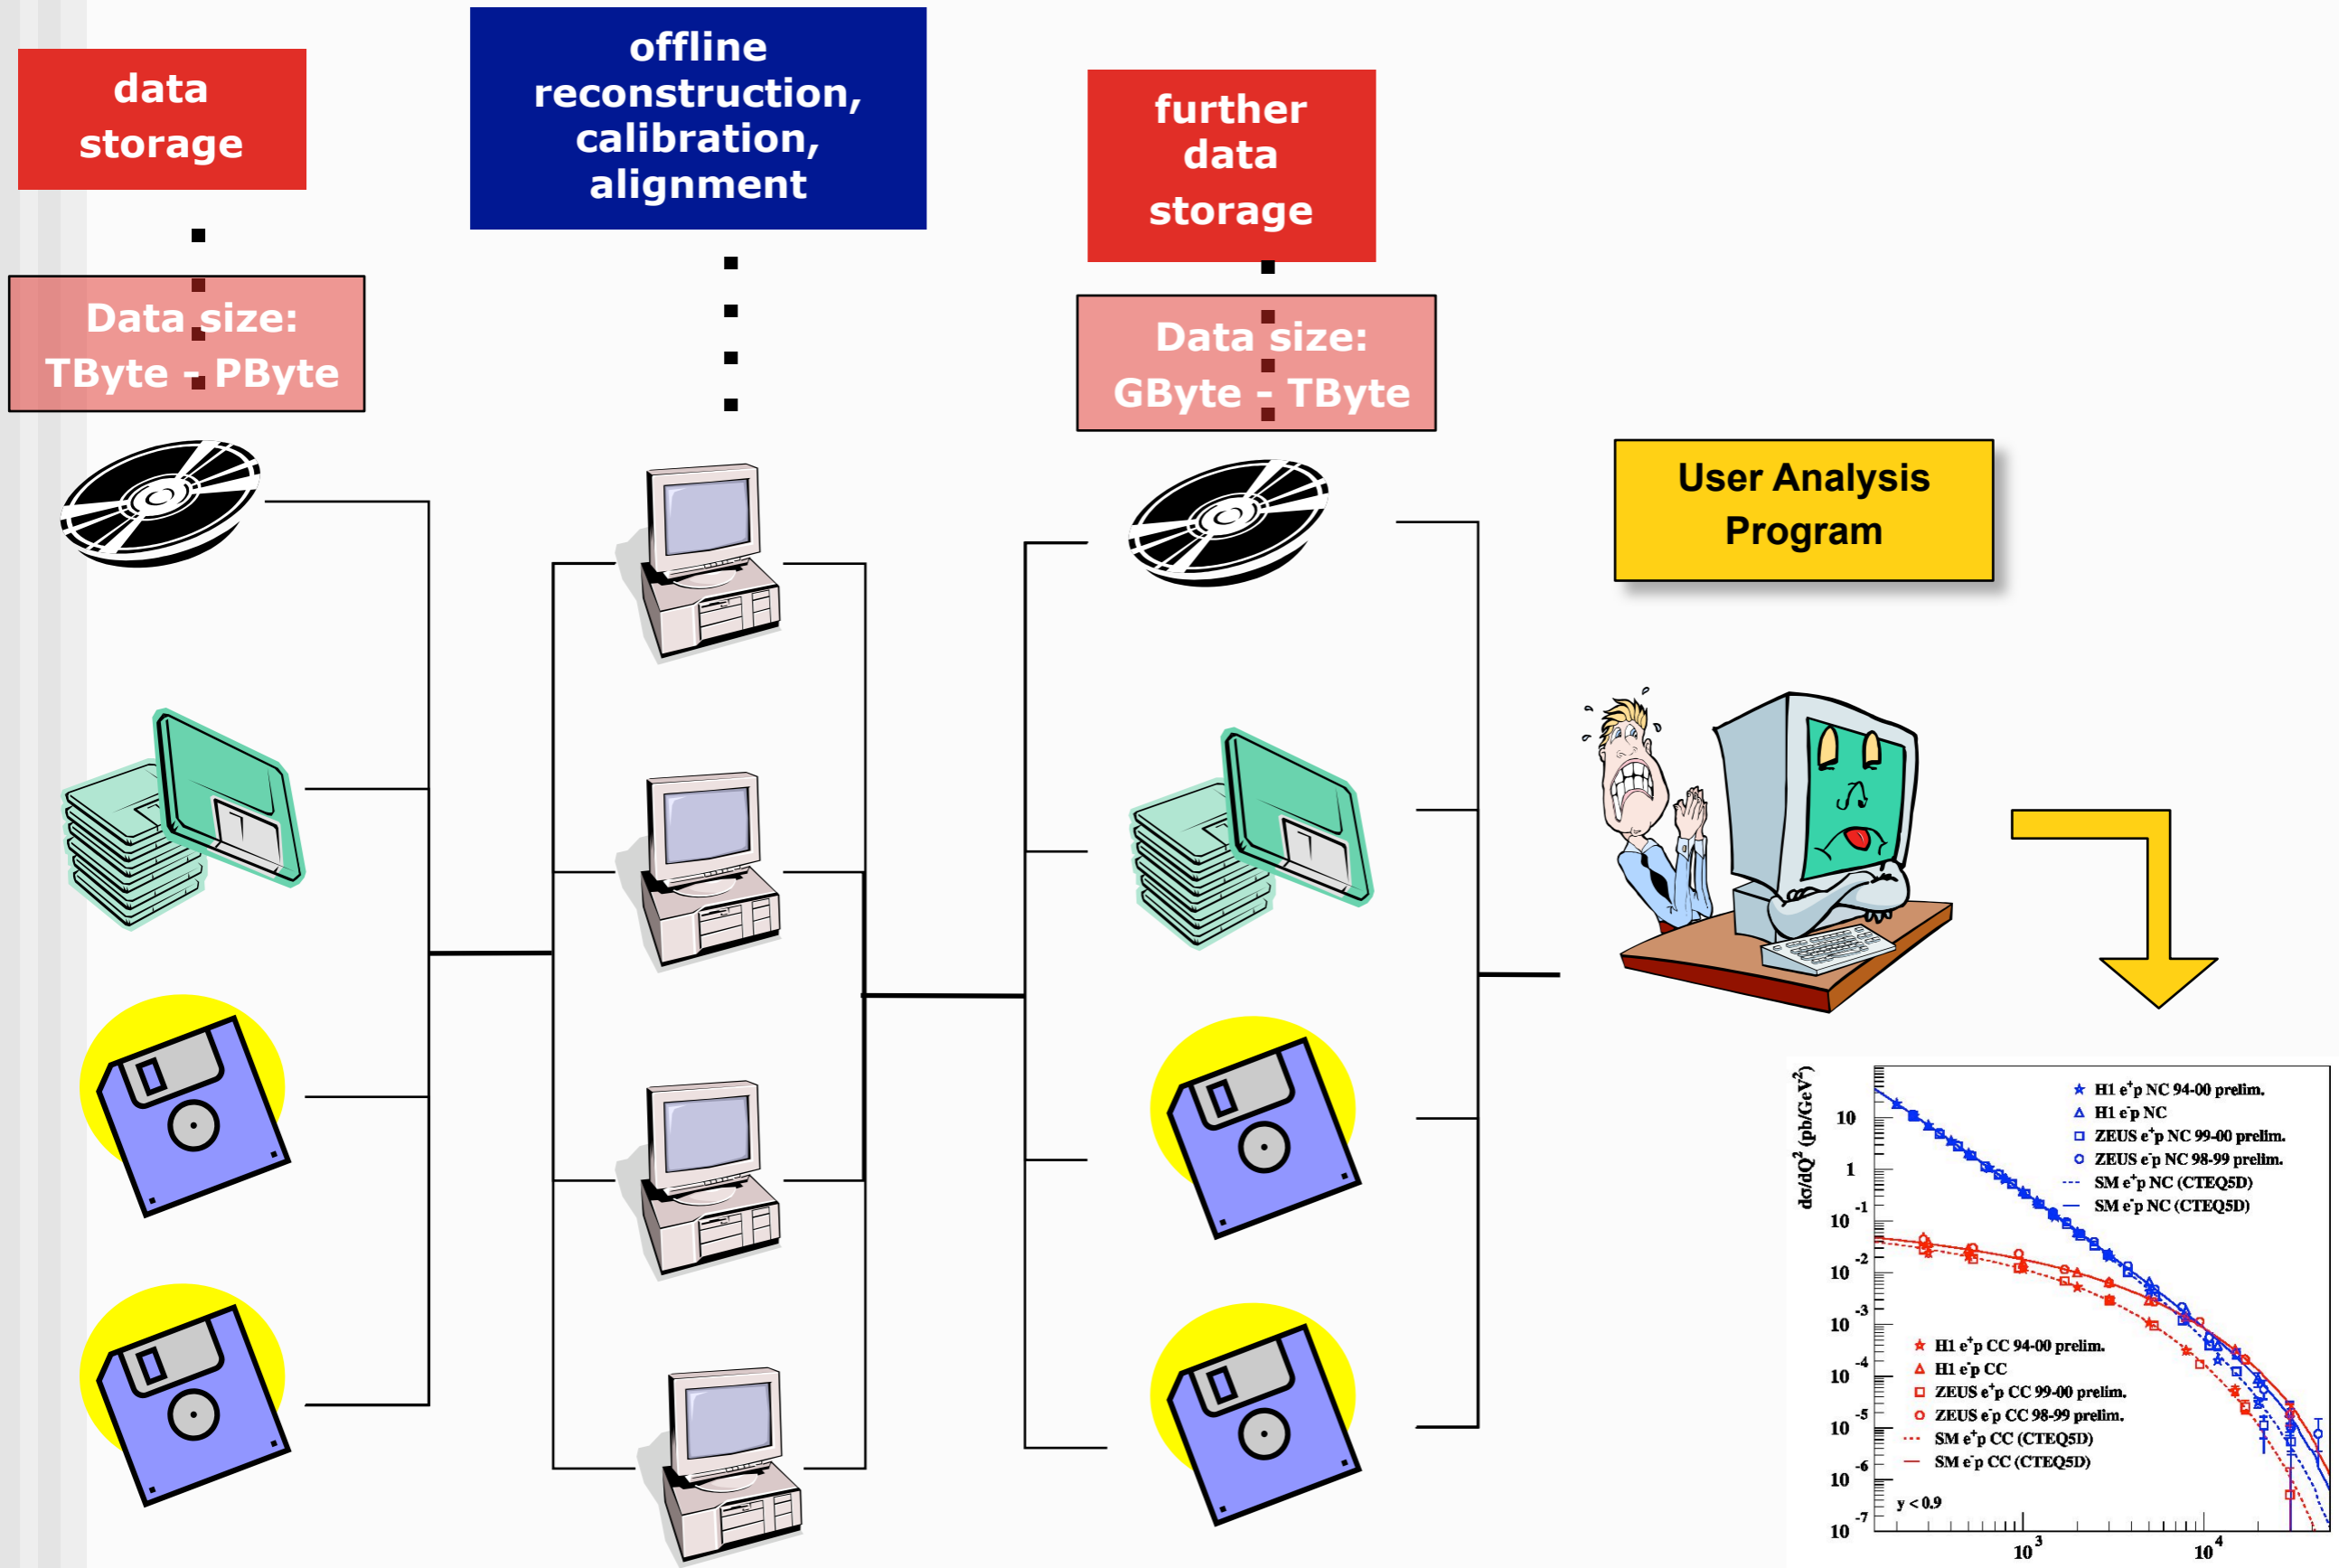 data
storage
Data size:
TByte - PByte
offline
reconstruction,
calibration,
alignment
further
data
storage
Data size:
GByte - TByte
User Analysis
Program
dσ/dQ² (pb/GeV²)
10
1
10⁻¹
10⁻²
10⁻³
10⁻⁴
10⁻⁵
10⁻⁶
10⁻⁷
H1 e⁺p NC 94-00 prelim.
H1 e⁻p NC
ZEUS e⁺p NC 99-00 prelim.
ZEUS e⁻p NC 98-99 prelim.
SM e⁺p NC (CTEQ5D)
SM e⁻p NC (CTEQ5D)
H1 e⁺p CC 94-00 prelim.
H1 e⁻p CC
ZEUS e⁺p CC 99-00 prelim.
ZEUS e⁻p CC 98-99 prelim.
SM e⁺p CC (CTEQ5D)
SM e⁻p CC (CTEQ5D)
y < 0.9
10³
10⁴